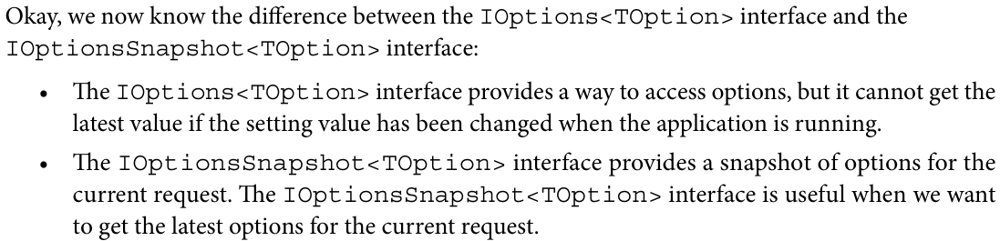 Okay, we now know the difference between the IOptions<TOption> interface and the
IOptionsSnapshot<TOption> interface:
• The IOptions<TOption> interface provides a way to access options, but it cannot get the
latest value if the setting value has been changed when the application is running.
• The IOptionsSnapshot<TOption> interface provides a snapshot of options for the
current request. The IOptionsSnapshot<TOption> interface is useful when we want
to get the latest options for the current request.